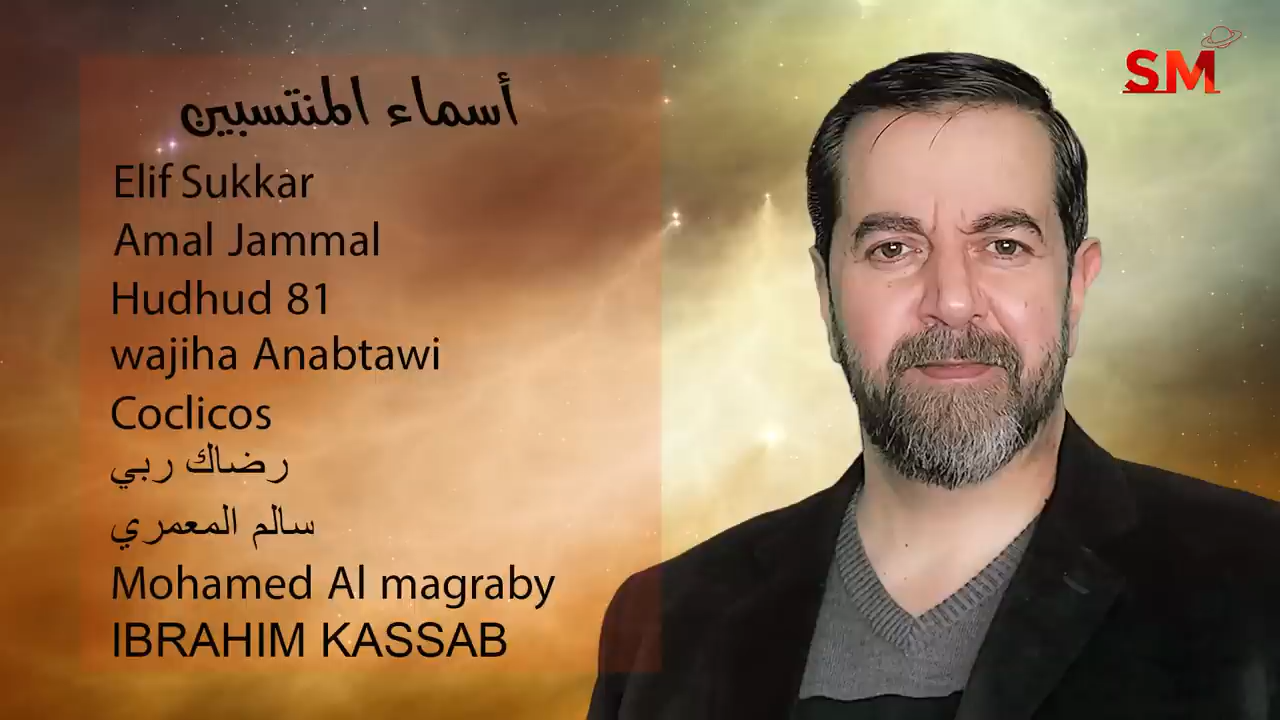 SM
أسماء المنتسبين
Elif Sukkar
Amal Jammal
Hudhud 81
wajiha Anabtawi
Coclicos
رضاك ربي
سالم المعمري
Mohamed Al magraby
IBRAHIM KASSAB